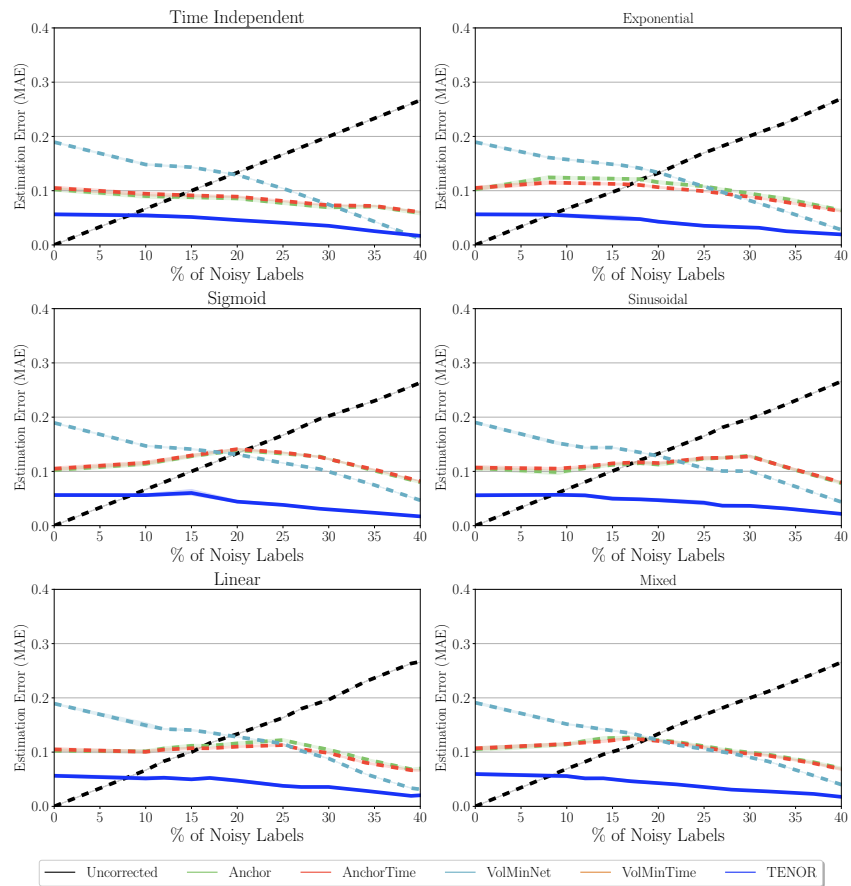 Time Independent
Exponential
Estimation Error (MAE)
0.4
0.3
0.2
0.1
0.0
0 5 10 15 20 25 30 35 40
% of Noisy Labels
Estimation Error (MAE)
0.4
0.3
0.2
0.1
0.0
0 5 10 15 20 25 30 35 40
% of Noisy Labels
Sigmoid
Sinusoidal
Estimation Error (MAE)
0.4
0.3
0.2
0.1
0.0
0 5 10 15 20 25 30 35 40
% of Noisy Labels
Estimation Error (MAE)
0.4
0.3
0.2
0.1
0.0
0 5 10 15 20 25 30 35 40
% of Noisy Labels
Linear
Mixed
Estimation Error (MAE)
0.4
0.3
0.2
0.1
0.0
0 5 10 15 20 25 30 35 40
% of Noisy Labels
Estimation Error (MAE)
0.4
0.3
0.2
0.1
0.0
0 5 10 15 20 25 30 35 40
% of Noisy Labels
Uncorrected Anchor AnchorTime VolMinNet VolMinTime TENOR